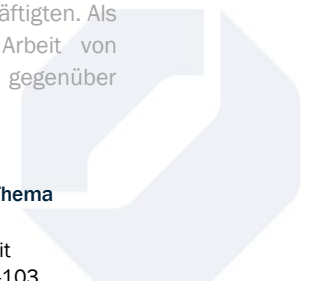 äftigten. Als
Arbeit von
gegenüber
Thema
it
-103